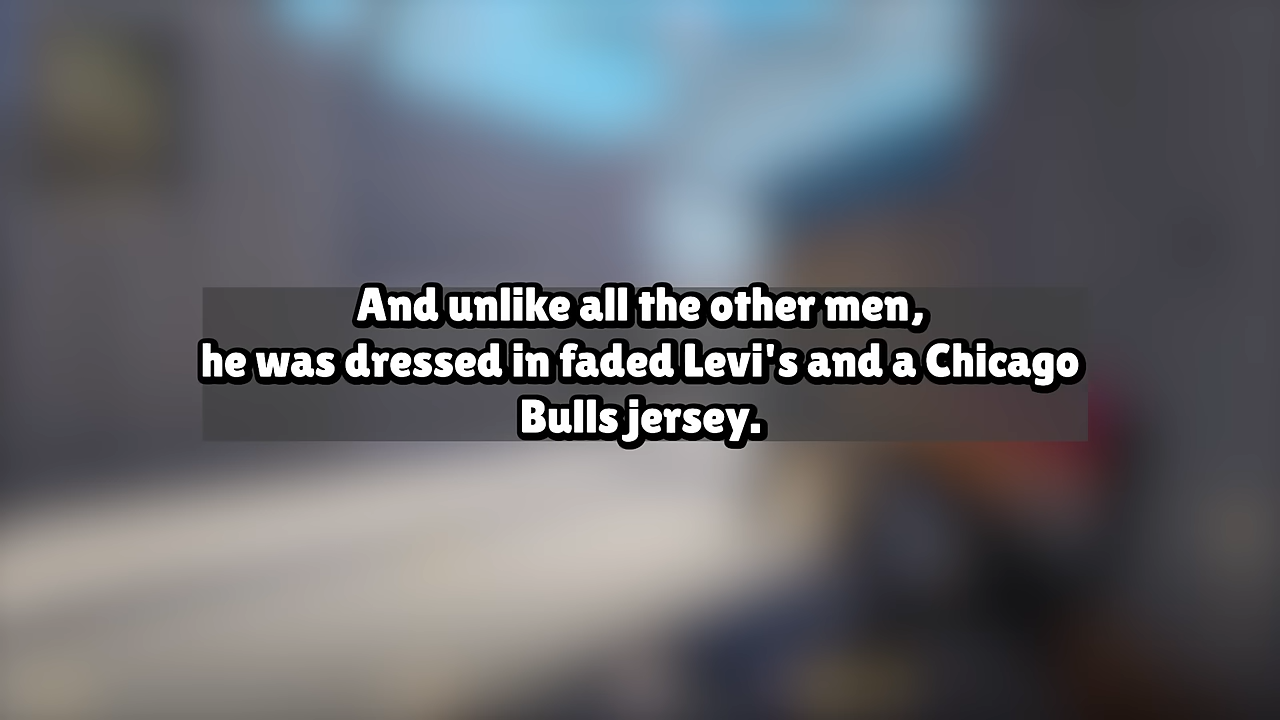 And unlike all the other men,
he was dressed in faded Levi's and a Chicago
Bulls jersey.